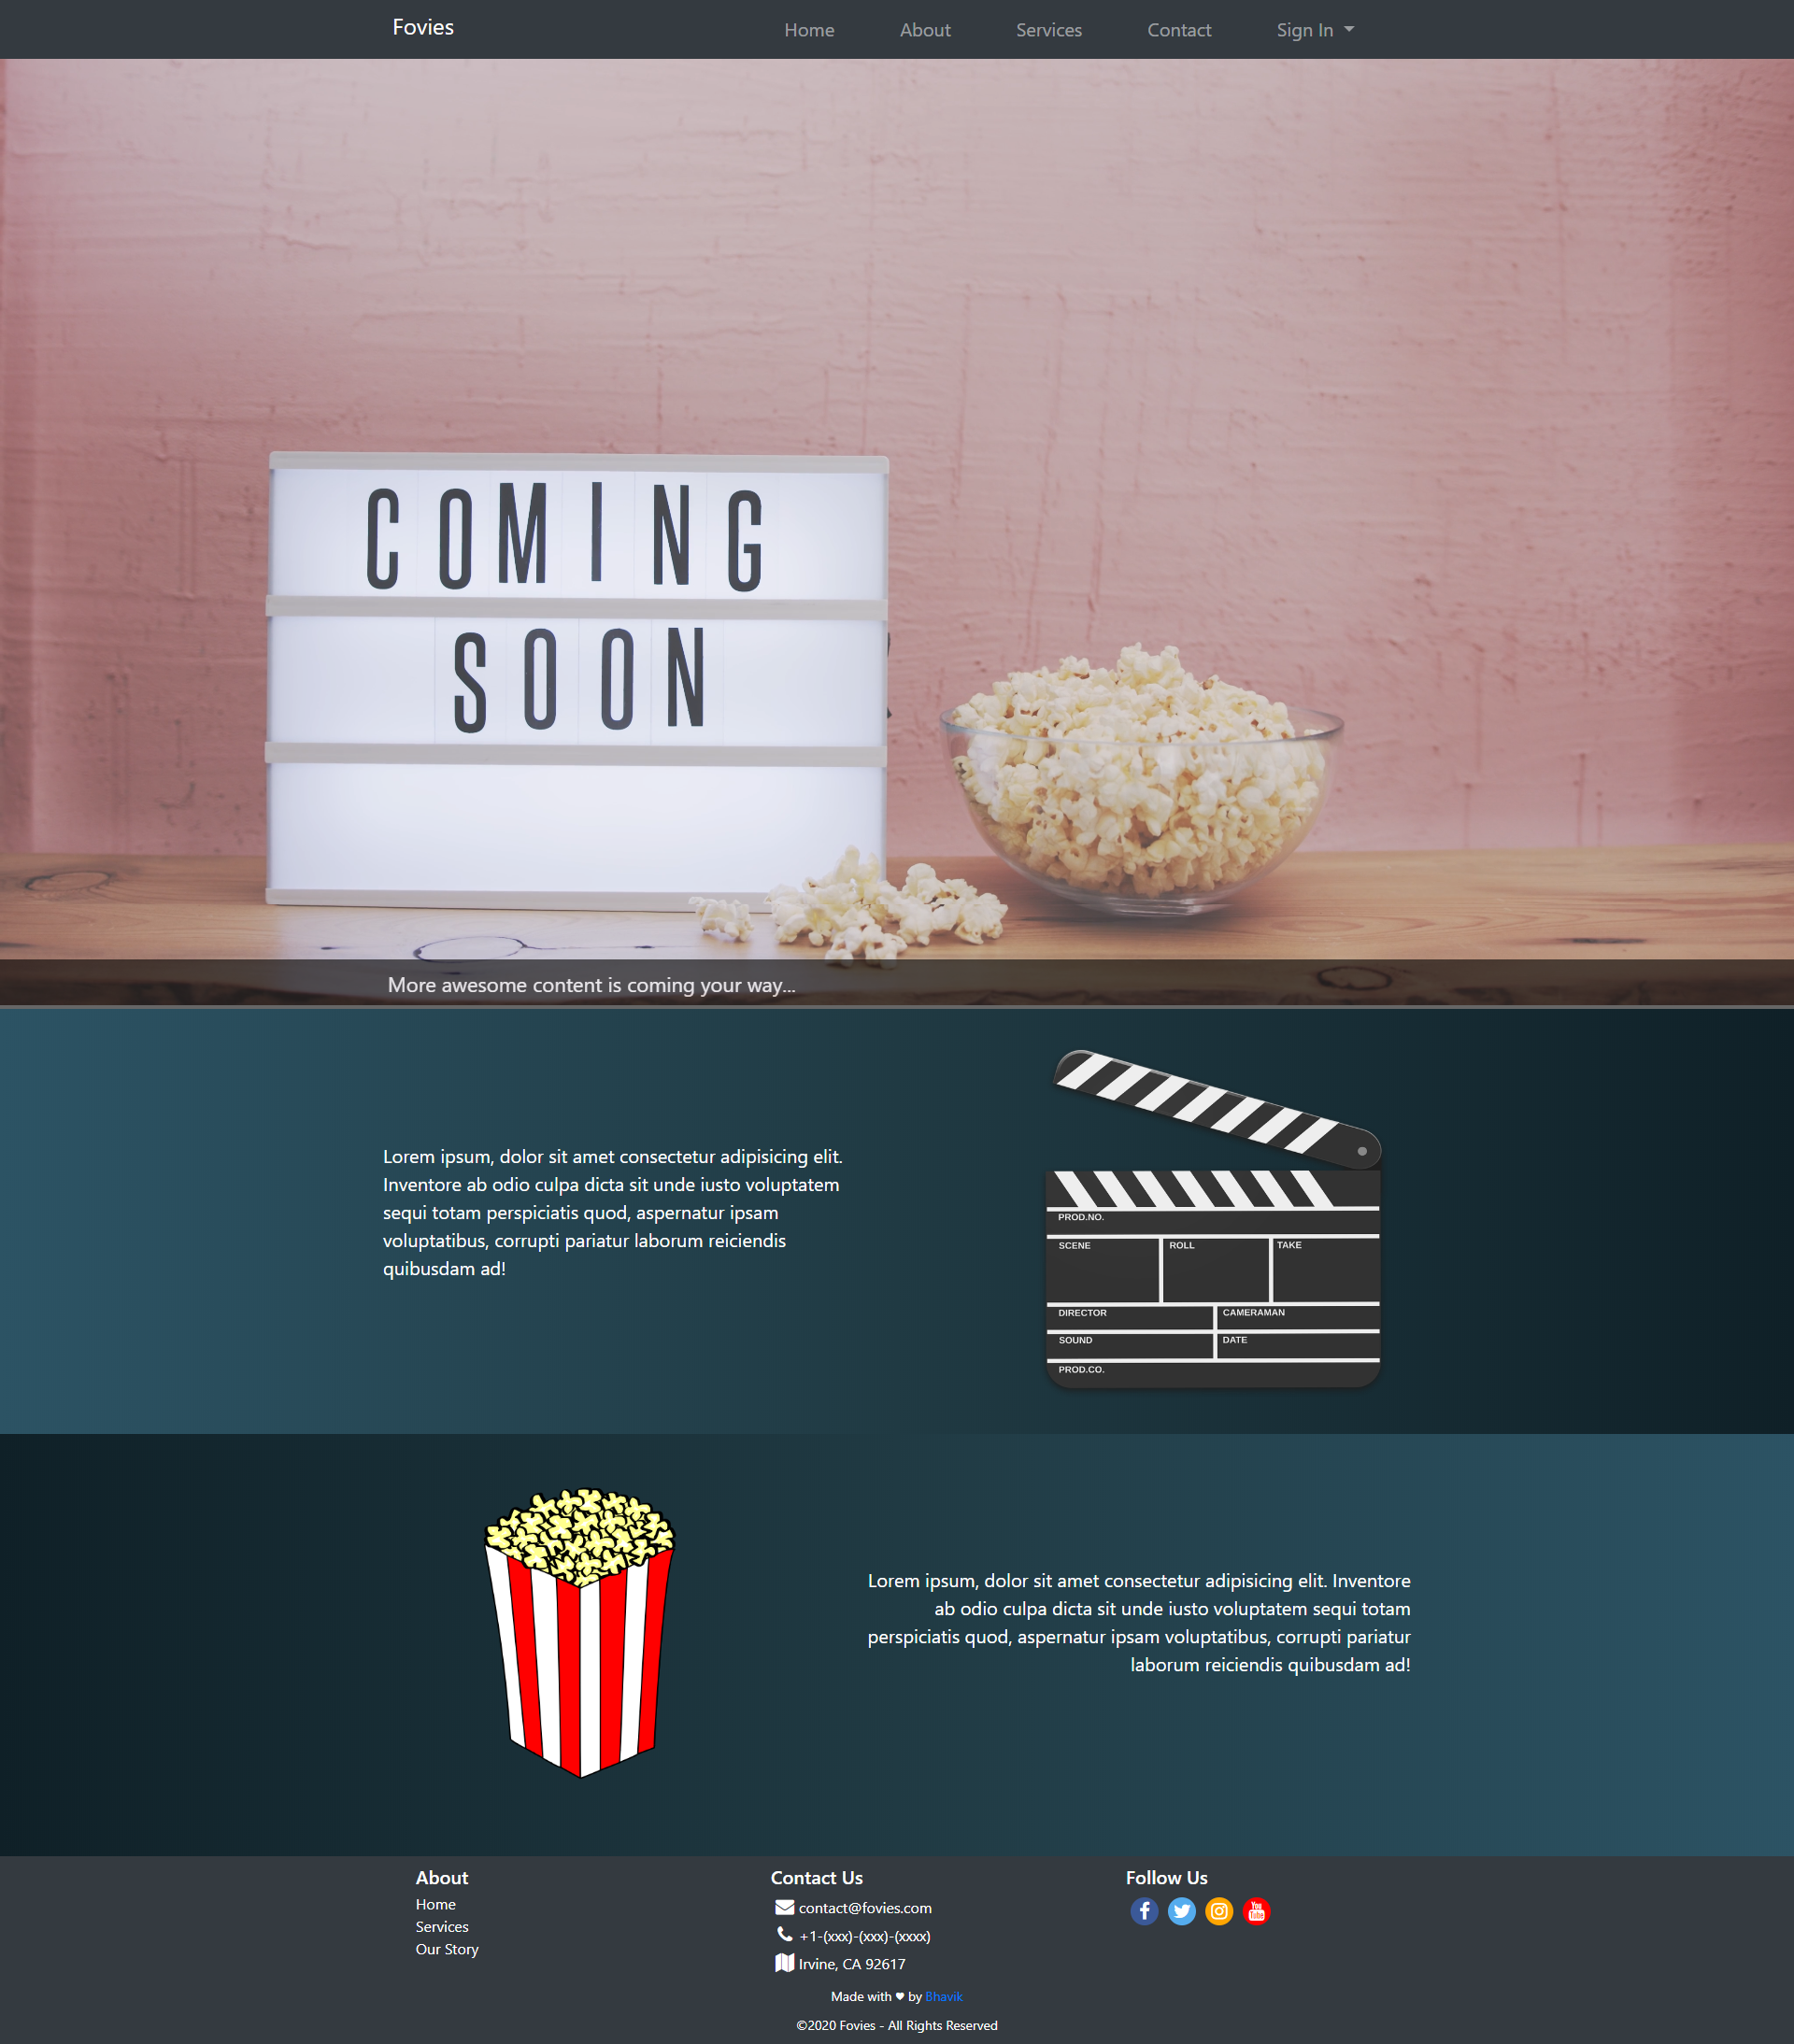 Fovies
Home
About
Services
Contact
Sign In
COMING
SOON
More awesome content is coming your way...
Lorem ipsum, dolor sit amet consectetur adipisicing elit.
Inventore ab odio culpa dicta sit unde iusto voluptatem
sequi totam perspiciatis quod, aspernatur ipsam
voluptatibus, corrupti pariatur laborum reiciendis
quibusdam ad!
PROD.NO.
SCENE
ROLL
TAKE
DIRECTOR
CAMERAMAN
SOUND
DATE
PROD.CO.
Lorem ipsum, dolor sit amet consectetur adipisicing elit. Inventore
ab odio culpa dicta sit unde iusto voluptatem sequi totam
perspiciatis quod, aspernatur ipsam voluptatibus, corrupti pariatur
laborum reiciendis quibusdam ad!
About
Home
Services
Our Story
Contact Us
contact@fovies.com
+1-(xxx)-(xxx)-(xxxx)
Irvine, CA 92617
Follow Us
You
Tube
Made with ♥ by Bhavik
©2020 Fovies - All Rights Reserved